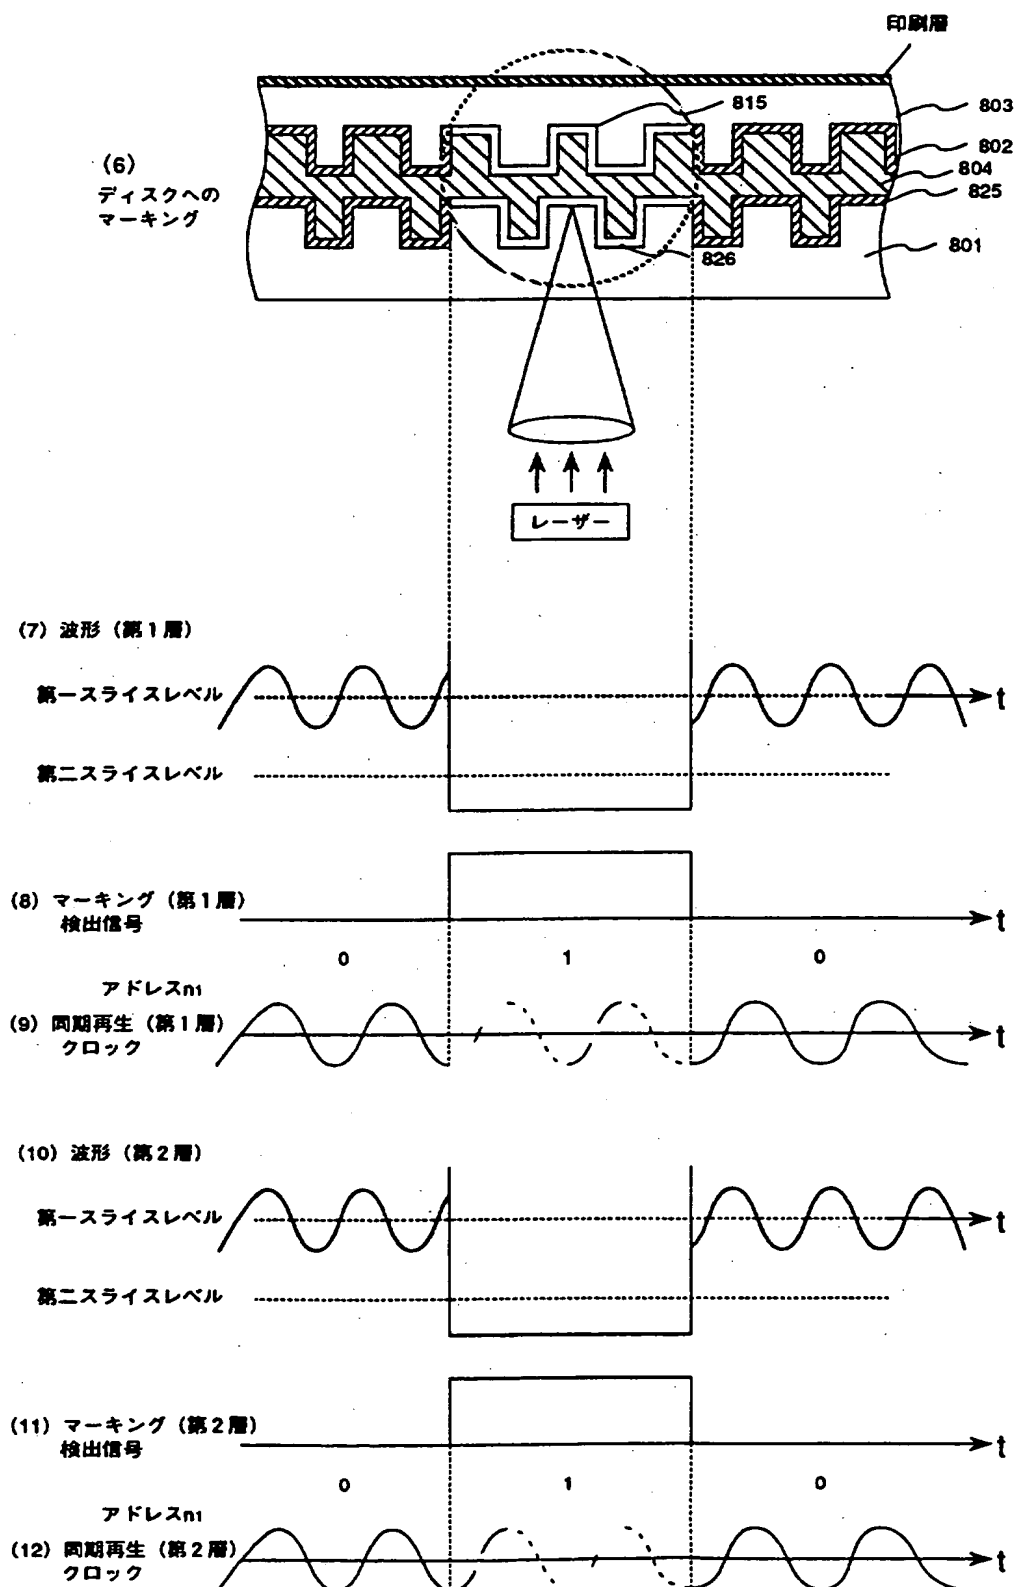 印刷層
815
803
802
804
825
(6)
ディスクへの
マーキング
801
826
レーザー
(7) 波形 (第1層)
第一スライスレベル
t
第二スライスレベル
(8) マーキング (第1層)
検出信号
t
0 1 0
アドレスn1
(9) 同期再生 (第1層)
クロック
t
(10) 波形 (第2層)
第一スライスレベル
t
第二スライスレベル
(11) マーキング (第2層)
検出信号
t
0 1 0
アドレスn1
(12) 同期再生 (第2層)
クロック
t